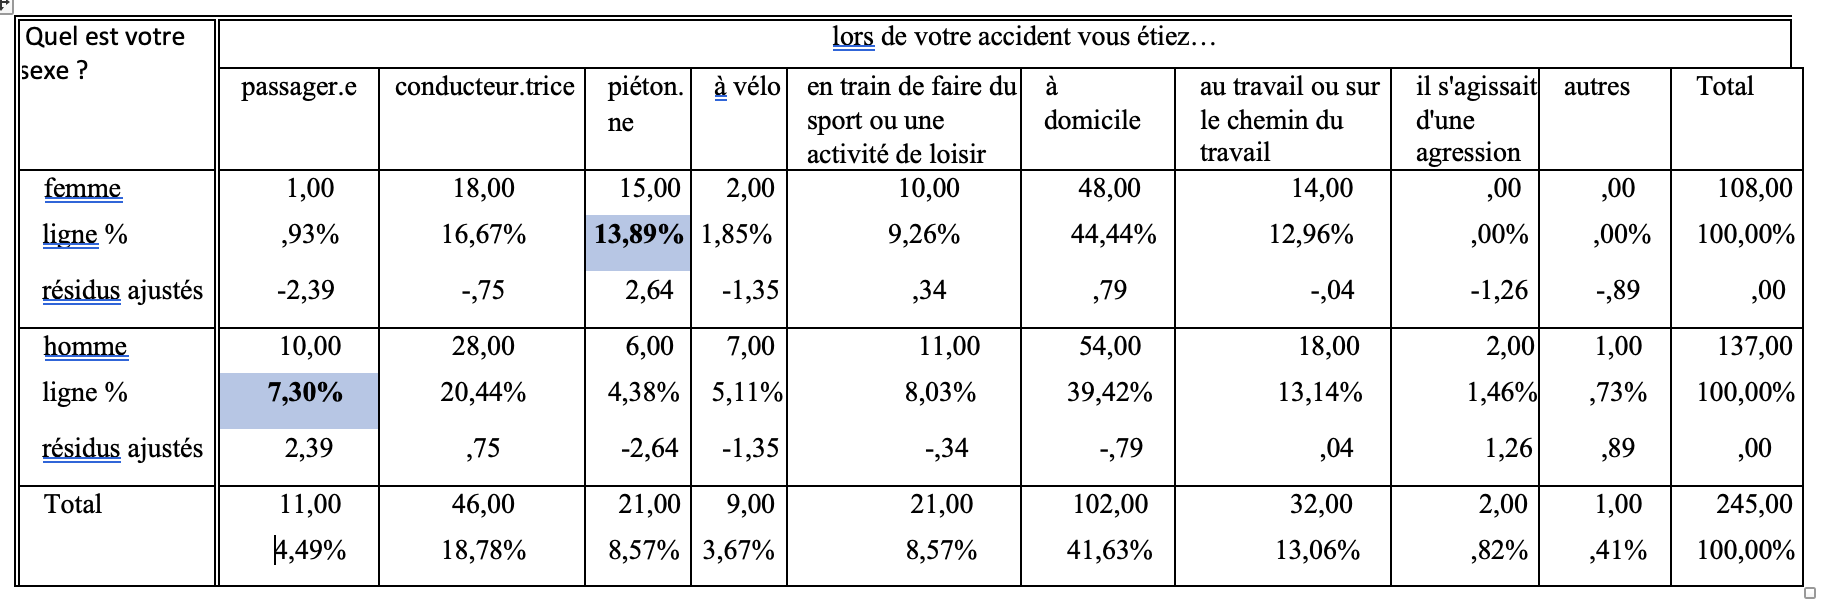 Quel est votre sexe ?
lors de votre accident vous étiez…
passager.e conducteur.trice piéton.ne à vélo en train de faire du sport ou une activité de loisir à domicile au travail ou sur le chemin du travail il s'agissait d'une agression autres Total
femme 1,00 18,00 15,00 2,00 10,00 48,00 14,00 ,00 ,00 108,00
ligne % ,93% 16,67% 13,89% 1,85% 9,26% 44,44% 12,96% ,00% ,00% 100,00%
résidus ajustés -2,39 -,75 2,64 -1,35 ,34 ,79 -,04 -1,26 -,89 ,00
homme 10,00 28,00 6,00 7,00 11,00 54,00 18,00 2,00 1,00 137,00
ligne % 7,30% 20,44% 4,38% 5,11% 8,03% 39,42% 13,14% 1,46% ,73% 100,00%
résidus ajustés 2,39 ,75 -2,64 -1,35 -,34 -,79 ,04 1,26 ,89 ,00
Total 11,00 46,00 21,00 9,00 21,00 102,00 32,00 2,00 1,00 245,00
4,49% 18,78% 8,57% 3,67% 8,57% 41,63% 13,06% ,82% ,41% 100,00%